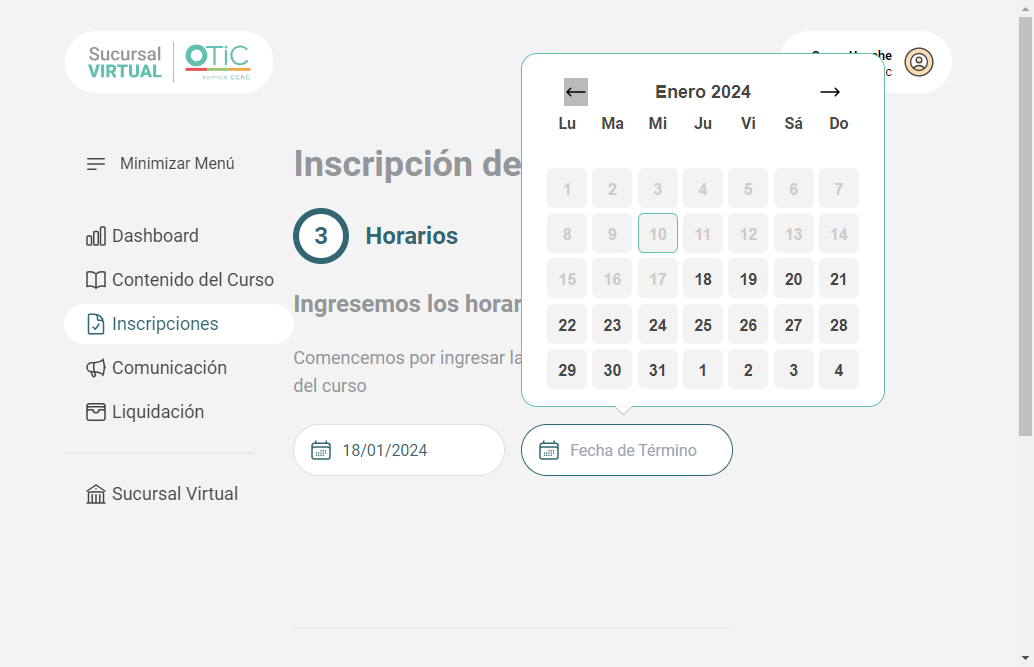 Sucursal
VIRTUAL
OTiC
somos CChC
Minimizar Menú
Dashboard
Contenido del Curso
Inscripciones
Comunicación
Liquidación
Sucursal Virtual
Inscripción de
3
Horarios
Ingresemos los horar
Comencemos por ingresar la
del curso
18/01/2024
Fecha de Término
Enero 2024
Lu Ma Mi Ju Vi Sá Do
1 2 3 4 5 6 7
8 9 10 11 12 13 14
15 16 17 18 19 20 21
22 23 24 25 26 27 28
29 30 31 1 2 3 4